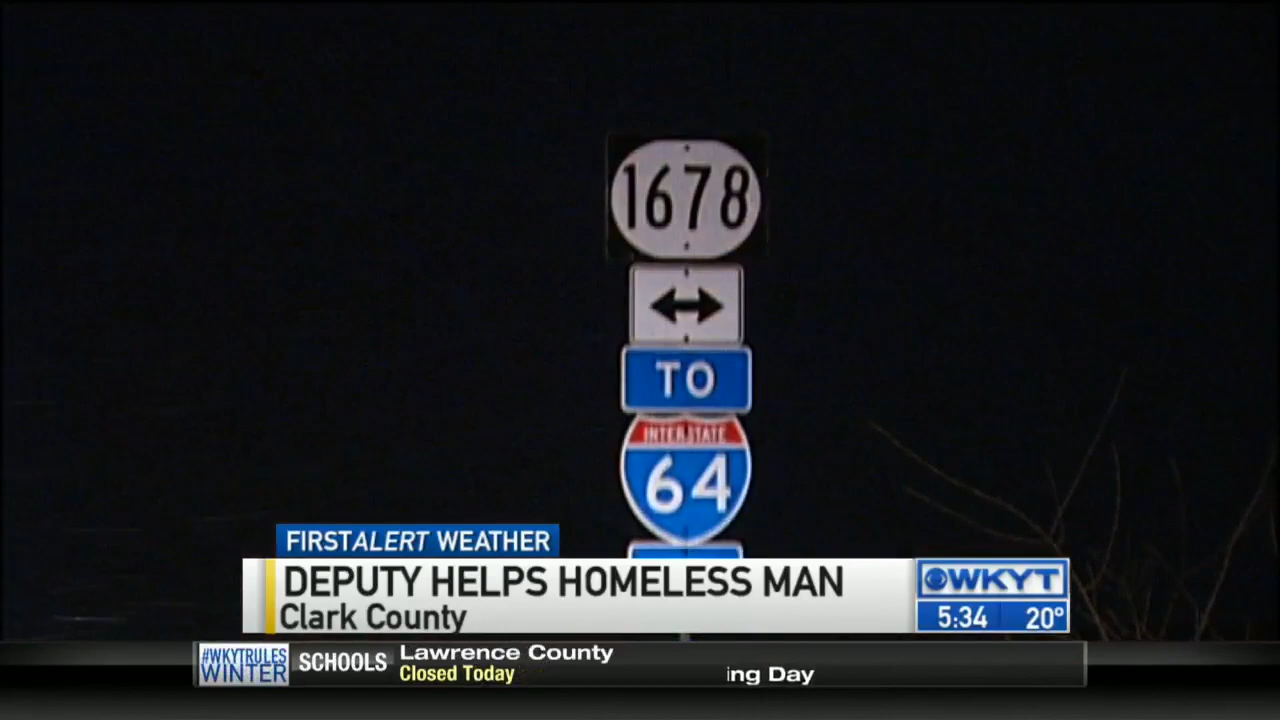 1678
TO
INTERSTATE
64
FIRSTALERT WEATHER
DEPUTY HELPS HOMELESS MAN
Clark County
WKYT
5:34 20°
#WKYTRULES
WINTER
SCHOOLS
Lawrence County
Closed Today
ing Day